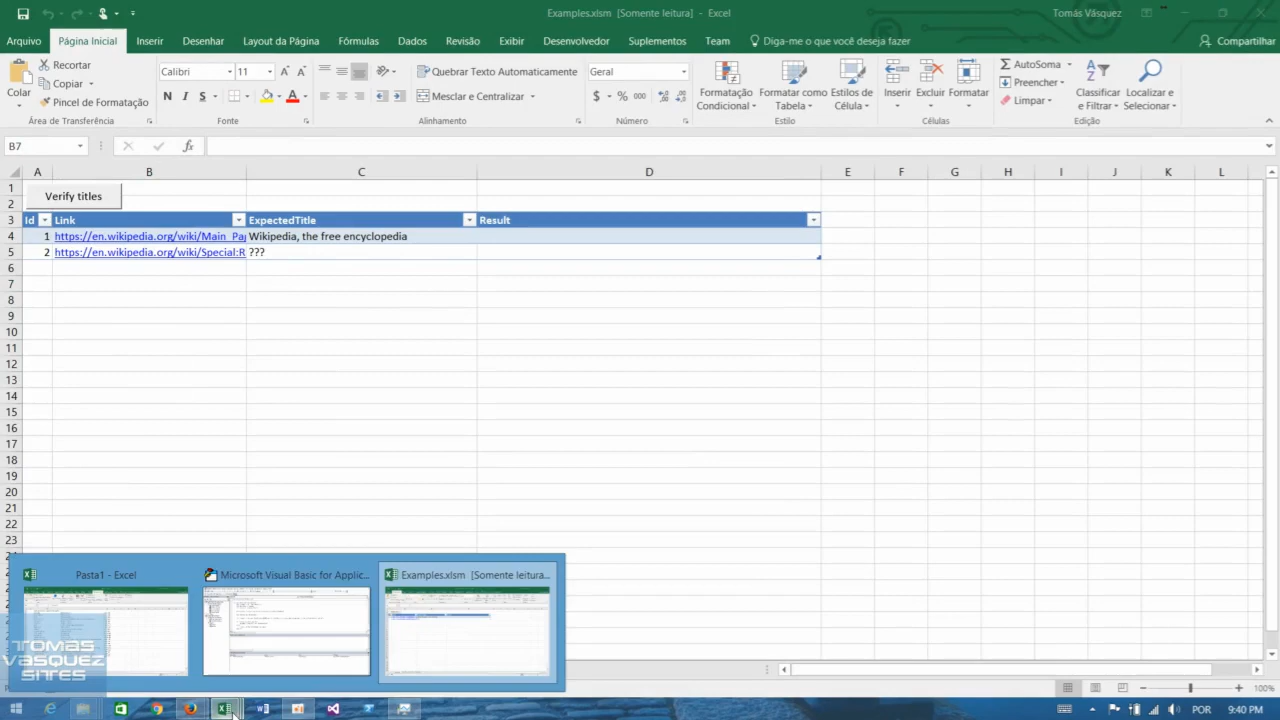 Examples.xlsm [Somente leitura] - Excel
Tomás Vásquez
Arquivo Página Inicial Inserir Desenhar Layout da Página Fórmulas Dados Revisão Exibir Desenvolvedor Suplementos Team Diga-me o que você deseja fazer Compartilhar
Colar
Recortar
Copiar
Pincel de Formatação
Área de Transferência
Calibri 11
N I S
Fonte
Quebrar Texto Automaticamente
Mesclar e Centralizar
Alinhamento
Geral
$ % 000
Número
Formatação Condicional
Formatar como Tabela
Estilos de Célula
Estilo
Inserir Excluir Formatar
Células
AutoSoma
Preencher
Limpar
Classificar e Filtrar
Localizar e Selecionar
Edição
B7
fx
A B C D E F G H I J K L
1
Verify titles
2
3 Id Link ExpectedTitle Result
4 1 https://en.wikipedia.org/wiki/Main_Pa Wikipedia, the free encyclopedia
5 2 https://en.wikipedia.org/wiki/Special:R ???
6
7
8
9
10
11
12
13
14
15
16
17
18
19
20
21
22
23
Pasta1 - Excel
Microsoft Visual Basic for Applic...
Examples.xlsm [Somente leitura...
TOMAS
VASQUEZ
SITES
100%
POR 9:40 PM